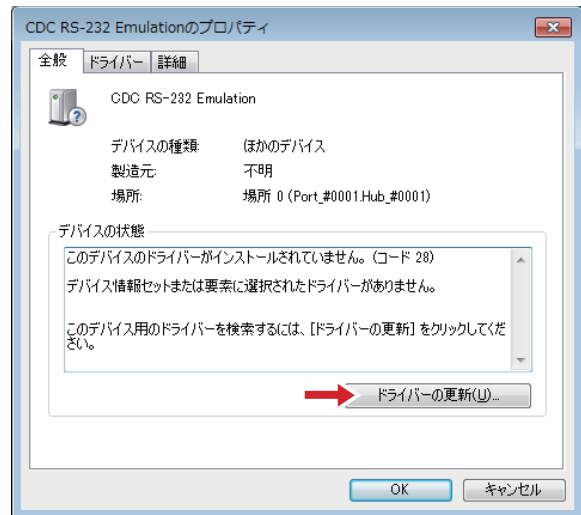 CDC RS-232 Emulationのプロパティ
全般 ドライバー 詳細
CDC RS-232 Emulation
デバイスの種類: ほかのデバイス
製造元: 不明
場所: 場所 0 (Port_#0001.Hub_#0001)
デバイスの状態
このデバイスのドライバーがインストールされていません。(コード 28)
デバイス情報セットまたは要素に選択されたドライバーがありません。
このデバイス用のドライバーを検索するには、[ドライバーの更新] をクリックしてくだ
さい。
ドライバーの更新(U)...
OK キャンセル